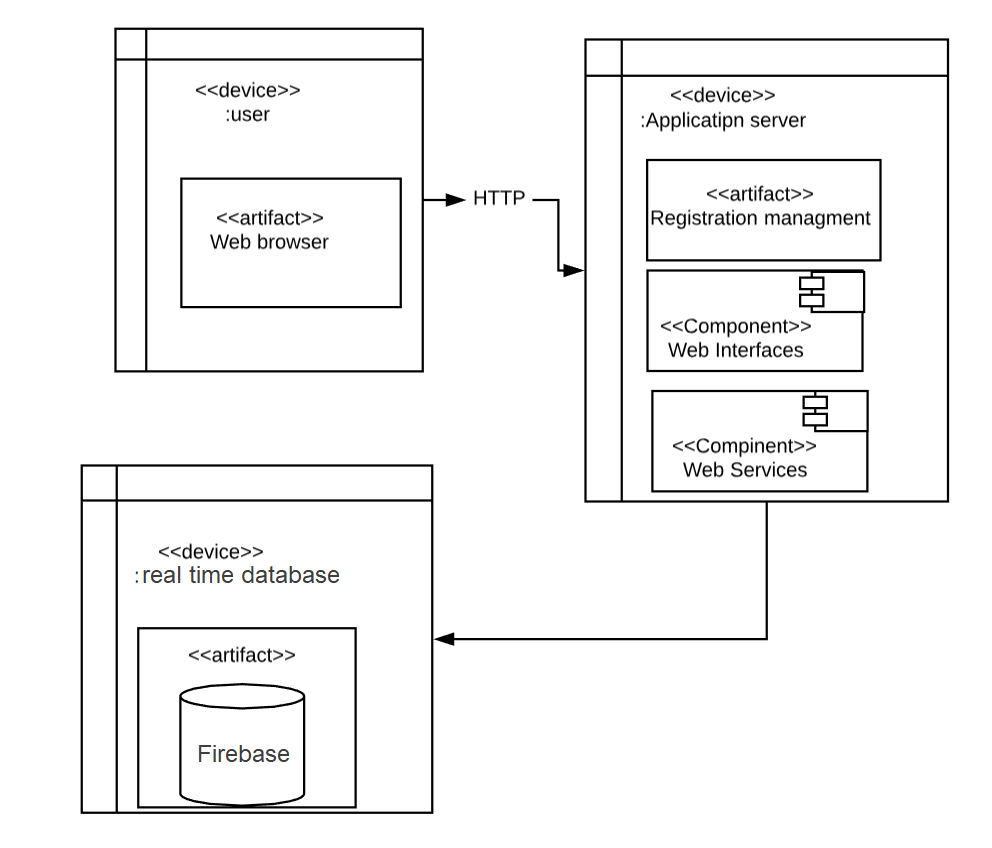 <<device>>
:user
<<artifact>>
Web browser
HTTP
<<device>>
:Applicatipn server
<<artifact>>
Registration managment
<<Component>>
Web Interfaces
<<Compinent>>
Web Services
<<device>>
:real time database
<<artifact>>
Firebase